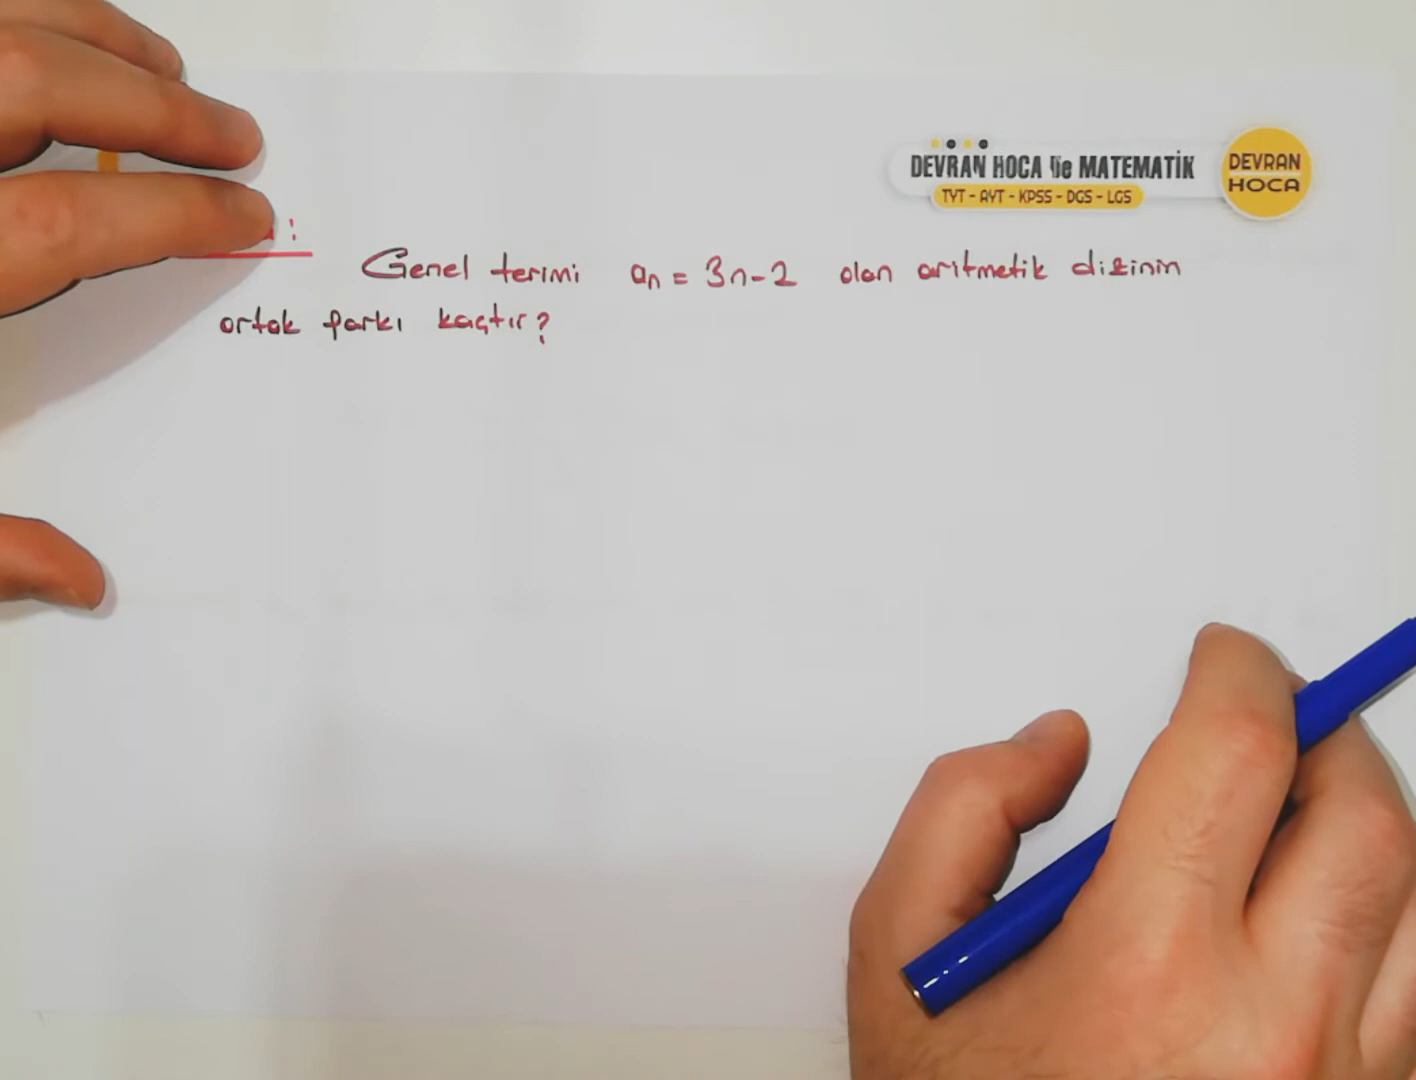 DEVRAN HOCA ile MATEMATİK
TYT - AYT - KPSS - DGS - LGS
DEVRAN
HOCA
Genel terimi aₙ = 3n-2 olan aritmetik dizinin
ortak farkı kaçtır?